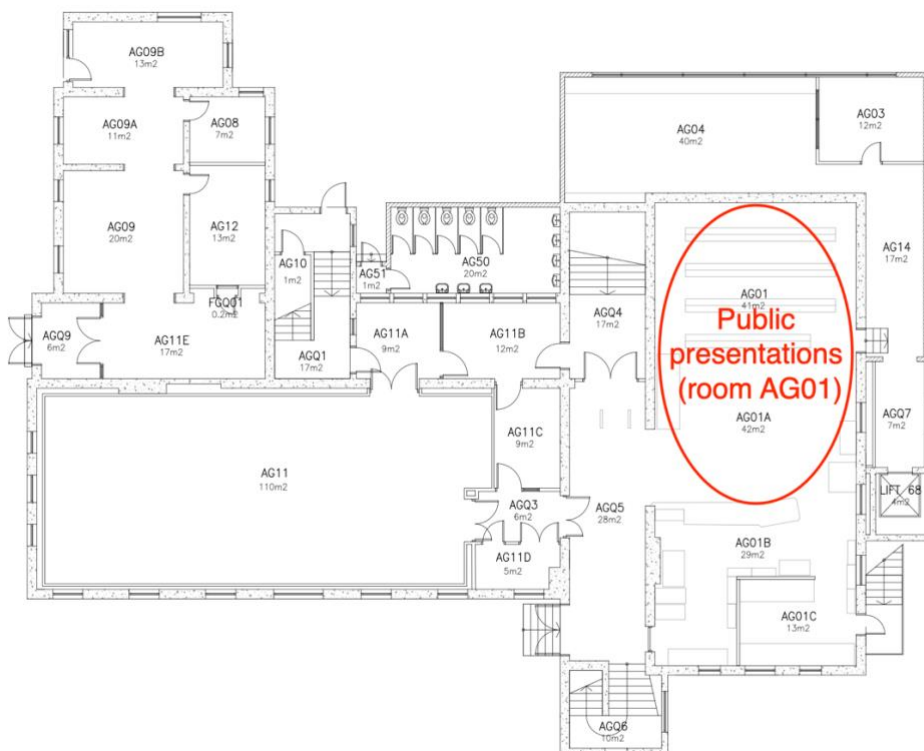 AG09B
13m2
AG09A
11m2
AG08
7m2
AG03
12m2
AG04
40m2
AG09
20m2
AG12
13m2
AG10
1m2
AG51
1m2
AG50
20m2
AG14
17m2
FGQ01
0.2m2
AG01
41m2
Public
presentations
(room AG01)
AGQ4
17m2
AGQ9
6m2
AG11E
17m2
AGQ1
17m2
AG11A
9m2
AG11B
12m2
AG01A
42m2
AGQ7
7m2
AG11C
9m2
AG11
110m2
LIFT 68
4m2
AGQ3
6m2
AGQ5
28m2
AG01B
29m2
AG11D
5m2
AG01C
13m2
AGQ6
10m2